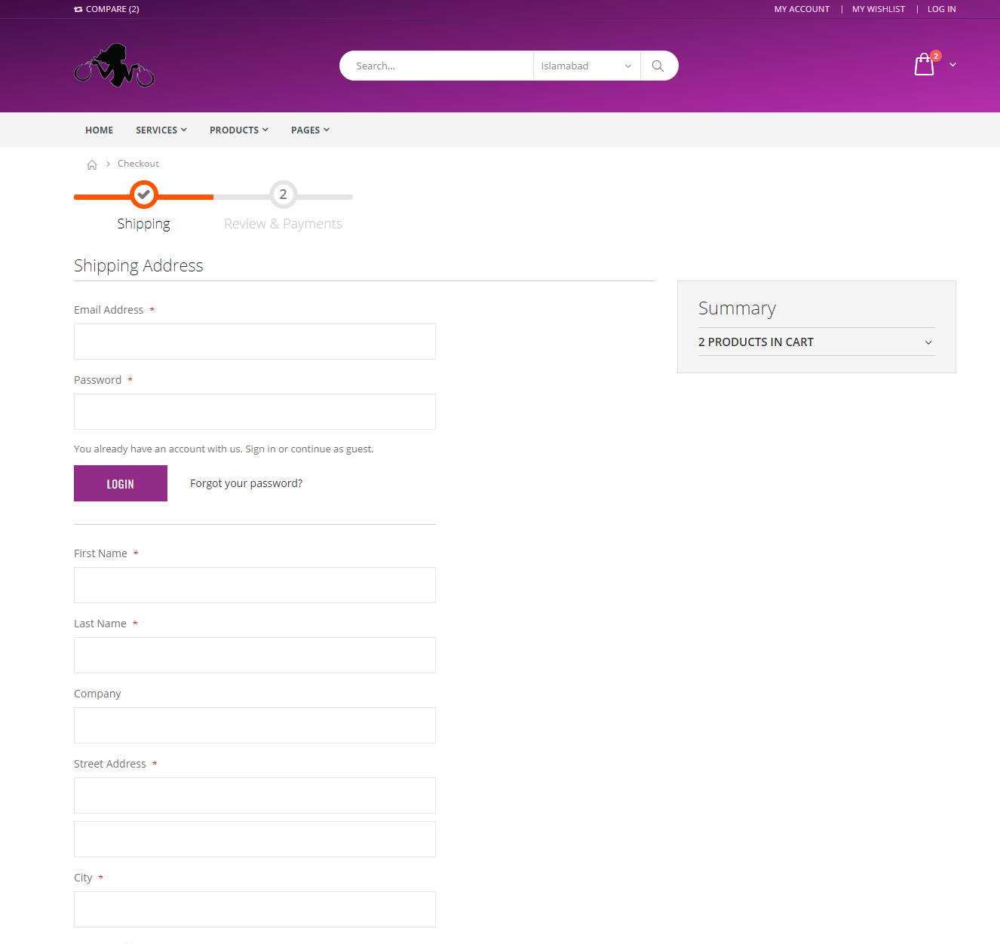 COMPARE (2)
MY ACCOUNT | MY WISHLIST | LOG IN
Search...
Islamabad
2
HOME SERVICES PRODUCTS PAGES
Checkout
2
Shipping
Review & Payments
Shipping Address
Summary
2 PRODUCTS IN CART
Email Address *
Password *
You already have an account with us. Sign in or continue as guest.
LOGIN
Forgot your password?
First Name *
Last Name *
Company
Street Address *
City *